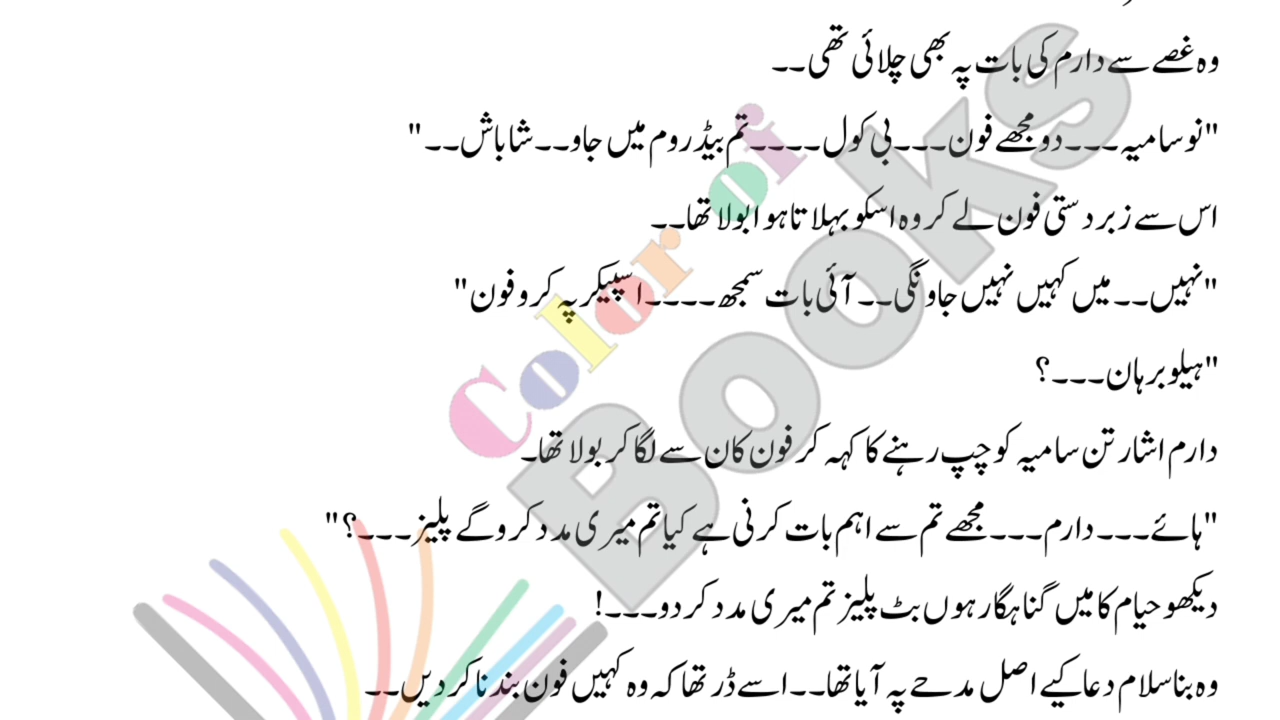 وہ غصے سے دارم کی بات پہ بھی چلائی تھی۔۔
"نو سامیہ۔۔۔دو مجھے فون۔۔۔بی کول۔۔۔۔تم بیڈروم میں جاو۔۔شاباش۔۔"
اس سے زبردستی فون لے کر وہ اسکو بہلاتا ہوا بولا تھا۔۔
"نہیں۔۔میں کہیں نہیں جاونگی۔۔آئی بات سمجھ۔۔۔۔اسپیکر پہ کرو فون"
"ہیلو برہان۔۔۔؟
دارم اشارتن سامیہ کو چپ رہنے کا کہہ کر فون کان سے لگا کر بولا تھا۔
"ہائے۔۔۔دارم۔۔۔مجھے تم سے اہم بات کرنی ہے کیا تم میری مدد کروگے پلیز۔۔۔؟"
دیکھو حیام کا میں گناہگار ہوں بٹ پلیز تم میری مدد کر دو۔۔۔!
وہ بنا سلام دعا کیے اصل مدعے پہ آیا تھا۔۔اسے ڈر تھا کہ وہ کہیں فون بند نا کر دیں۔۔
Color of
Books